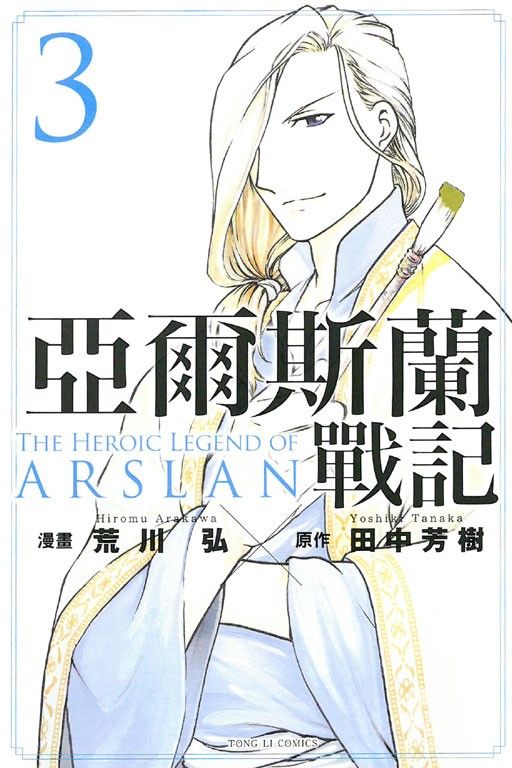 3
亞爾斯蘭
戰記
THE HEROIC LEGEND OF
ARSLAN
Hiromu Arakawa
漫畫 荒川 弘
×
Yoshiki Tanaka
原作 田中芳樹
TONG LI COMICS